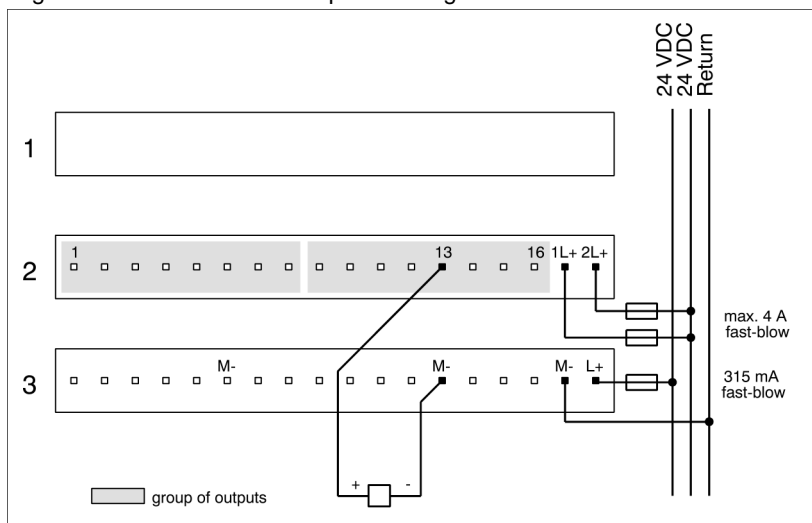 24 VDC
24 VDC
Return
1
1 13 16 1L+ 2L+
2
max. 4 A
fast-blow
M- M- M- L+
3
315 mA
fast-blow
+ -
group of outputs